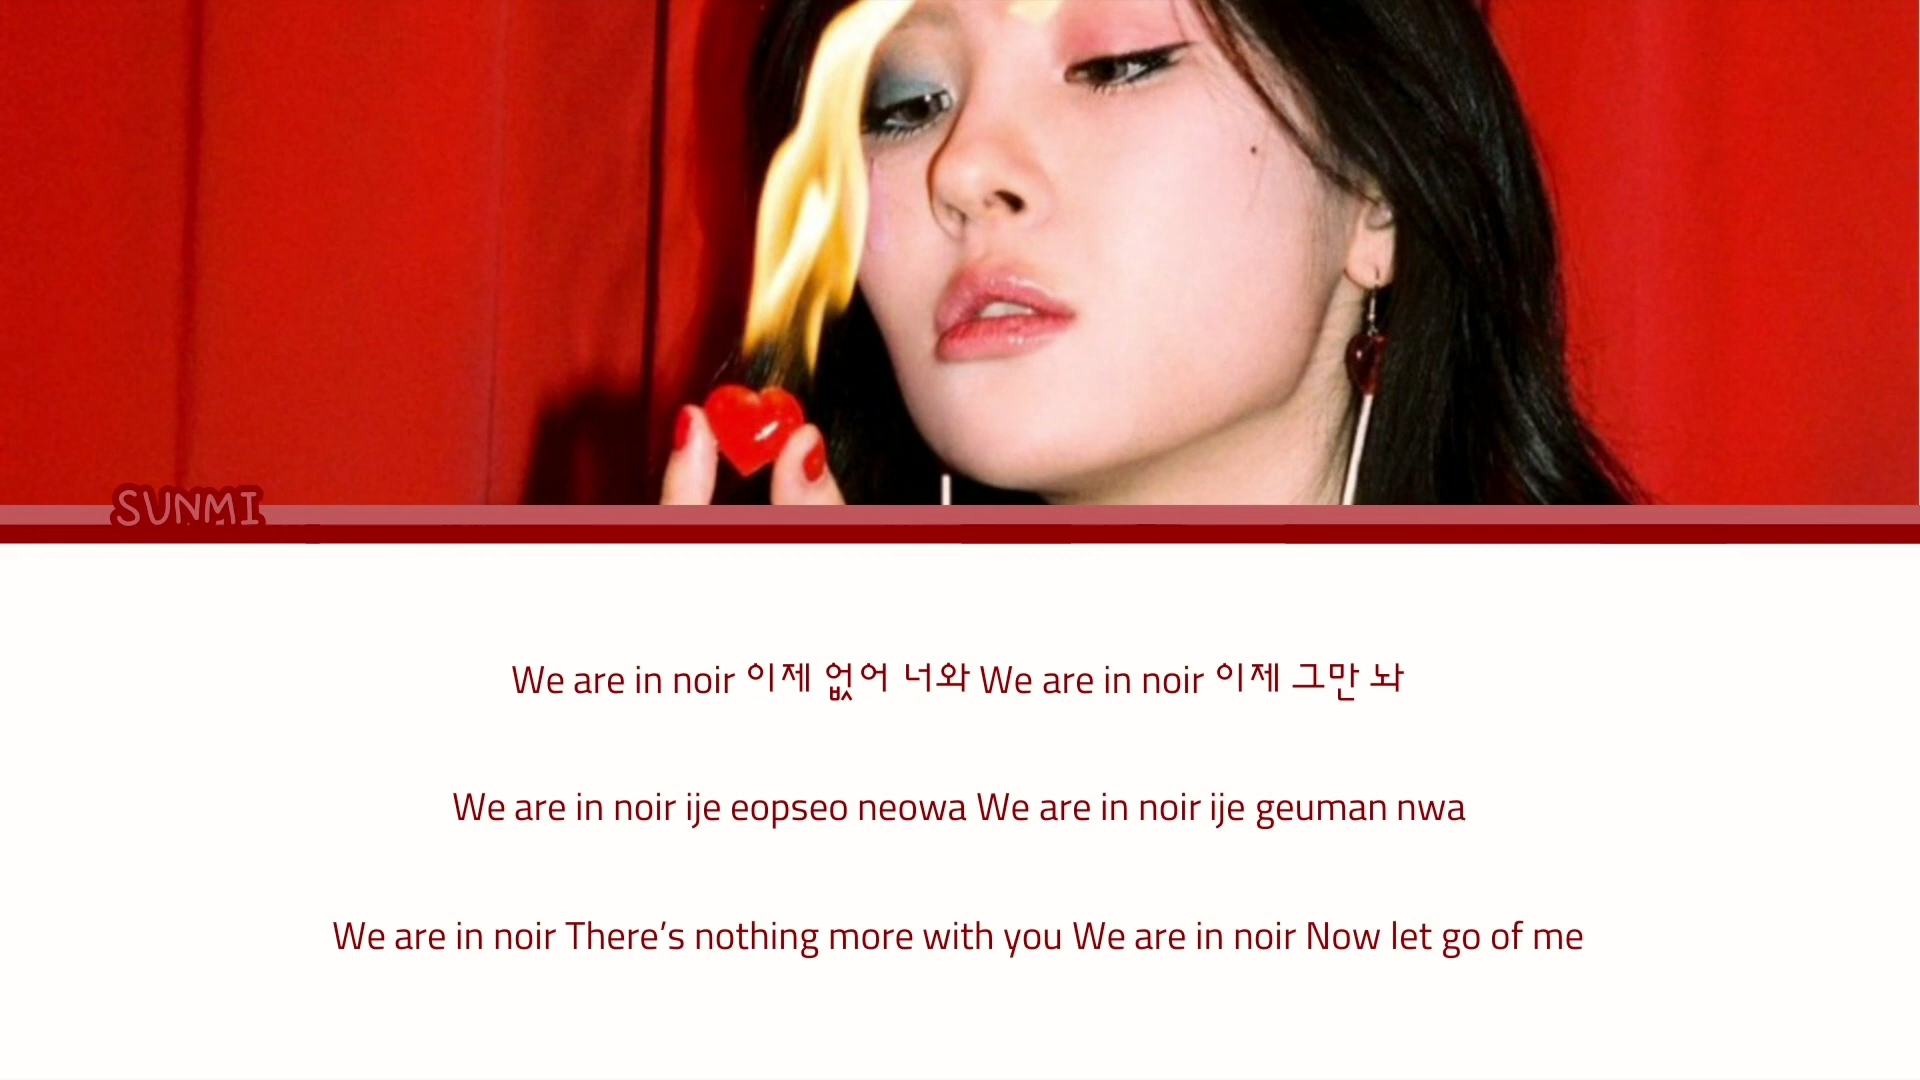 SUNMI
We are in noir 이제 없어 너와 We are in noir 이제 그만 놔
We are in noir ije eopseo neowa We are in noir ije geuman nwa
We are in noir There’s nothing more with you We are in noir Now let go of me